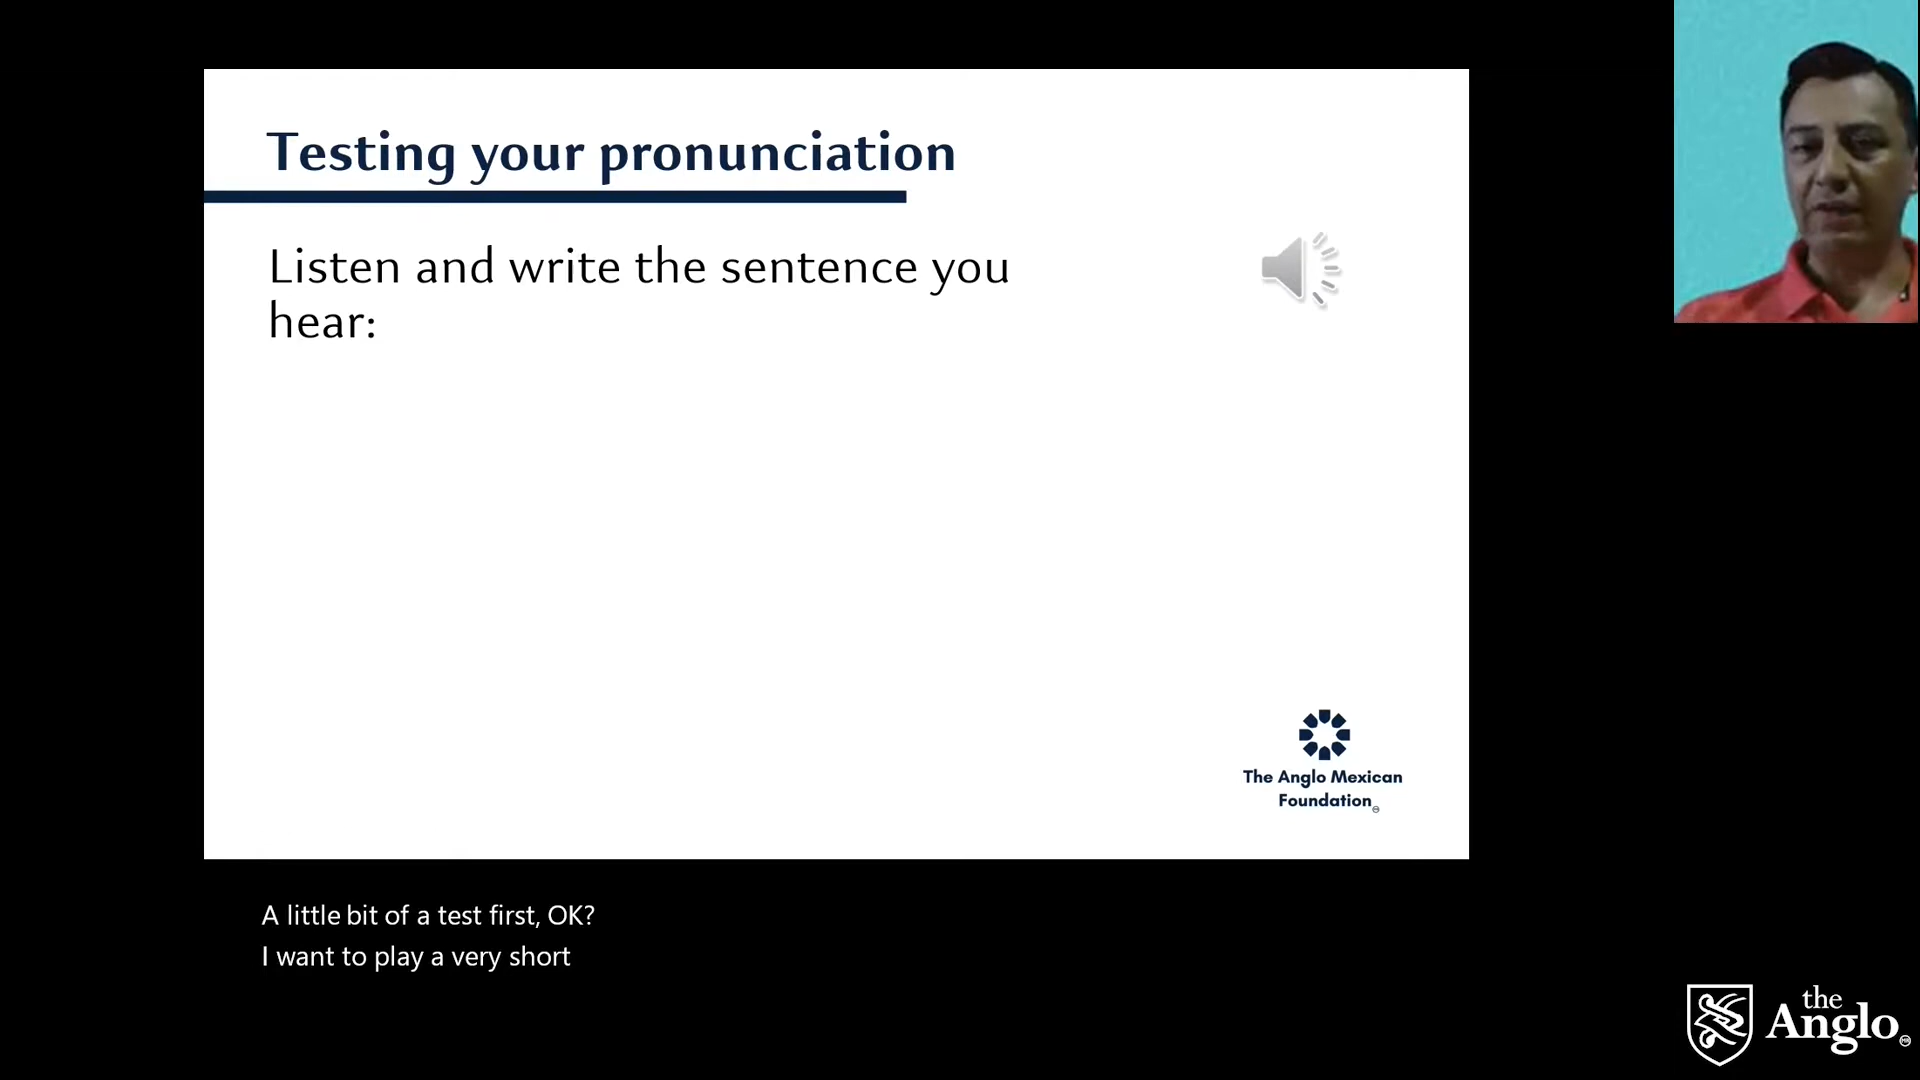 Testing your pronunciation
Listen and write the sentence you
hear:
The Anglo Mexican
Foundation
A little bit of a test first, OK?
I want to play a very short
the
Anglo